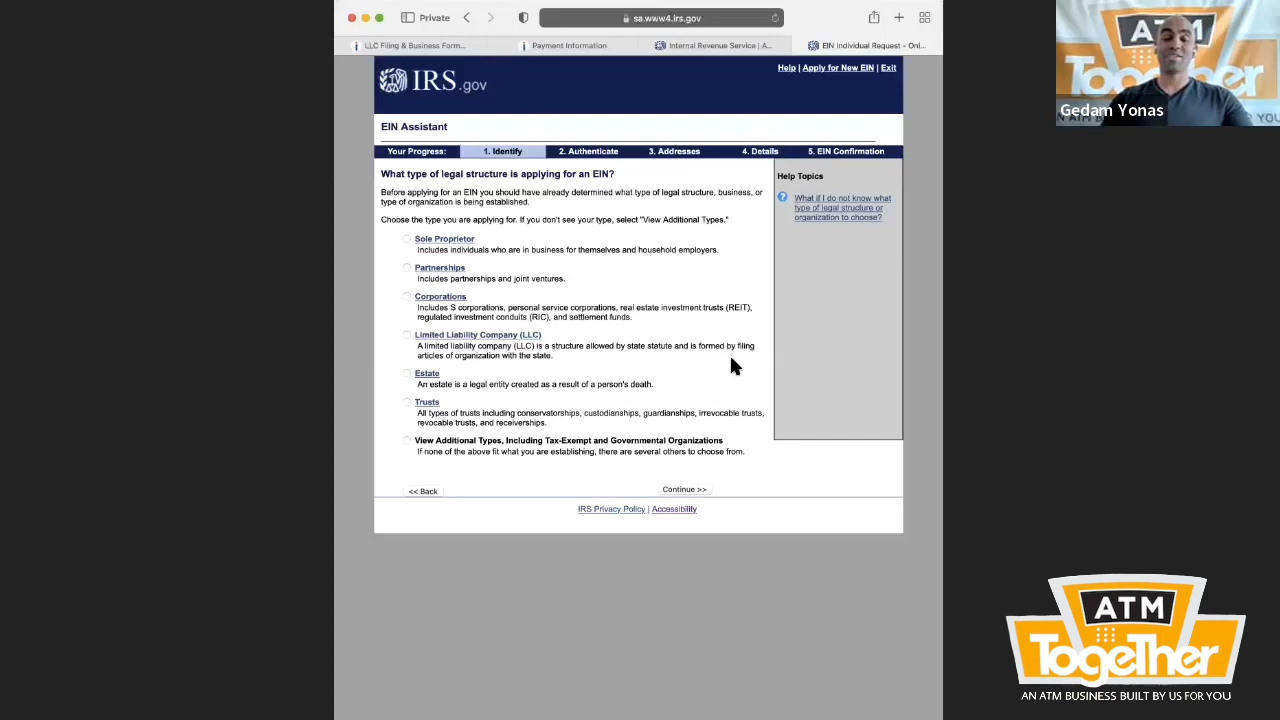 Private
sa.www4.irs.gov
LLC Filing & Business Form...
Payment Information
Internal Revenue Service | A...
EIN Individual Request - Onl...
Help | Apply for New EIN | Exit
IRS.gov
EIN Assistant
Your Progress: 1. Identify 2. Authenticate 3. Addresses 4. Details 5. EIN Confirmation
What type of legal structure is applying for an EIN?
Before applying for an EIN you should have already determined what type of legal structure, business, or
type of organization is being established.
Choose the type you are applying for. If you don't see your type, select "View Additional Types."
Sole Proprietor
Includes individuals who are in business for themselves and household employers.
Partnerships
Includes partnerships and joint ventures.
Corporations
Includes S corporations, personal service corporations, real estate investment trusts (REIT),
regulated investment conduits (RIC), and settlement funds.
Limited Liability Company (LLC)
A limited liability company (LLC) is a structure allowed by state statute and is formed by filing
articles of organization with the state.
Estate
An estate is a legal entity created as a result of a person's death.
Trusts
All types of trusts including conservatorships, custodianships, guardianships, irrevocable trusts,
revocable trusts, and receiverships.
View Additional Types, Including Tax-Exempt and Governmental Organizations
If none of the above fit what you are establishing, there are several others to choose from.
<< Back
Continue >>
IRS Privacy Policy | Accessibility
Help Topics
What if I do not know what
type of legal structure or
organization to choose?
ATM
Together
Gedam Yonas
ATM
Together
AN ATM BUSINESS BUILT BY US FOR YOU